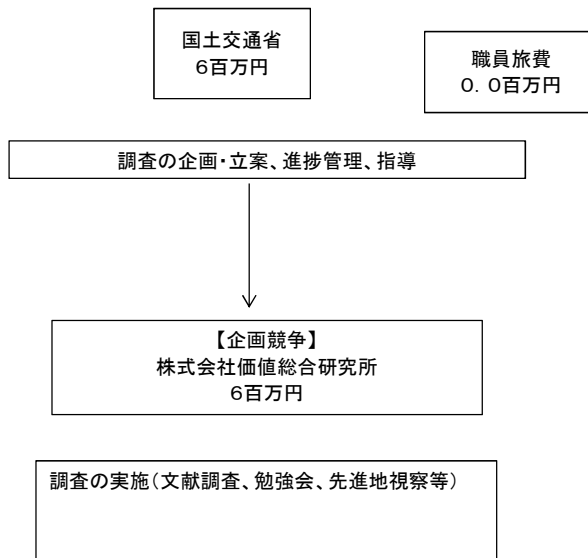 国土交通省
6百万円
職員旅費
0．0百万円
調査の企画・立案、進捗管理、指導
【企画競争】
株式会社価値総合研究所
6百万円
調査の実施（文献調査、勉強会、先進地視察等）